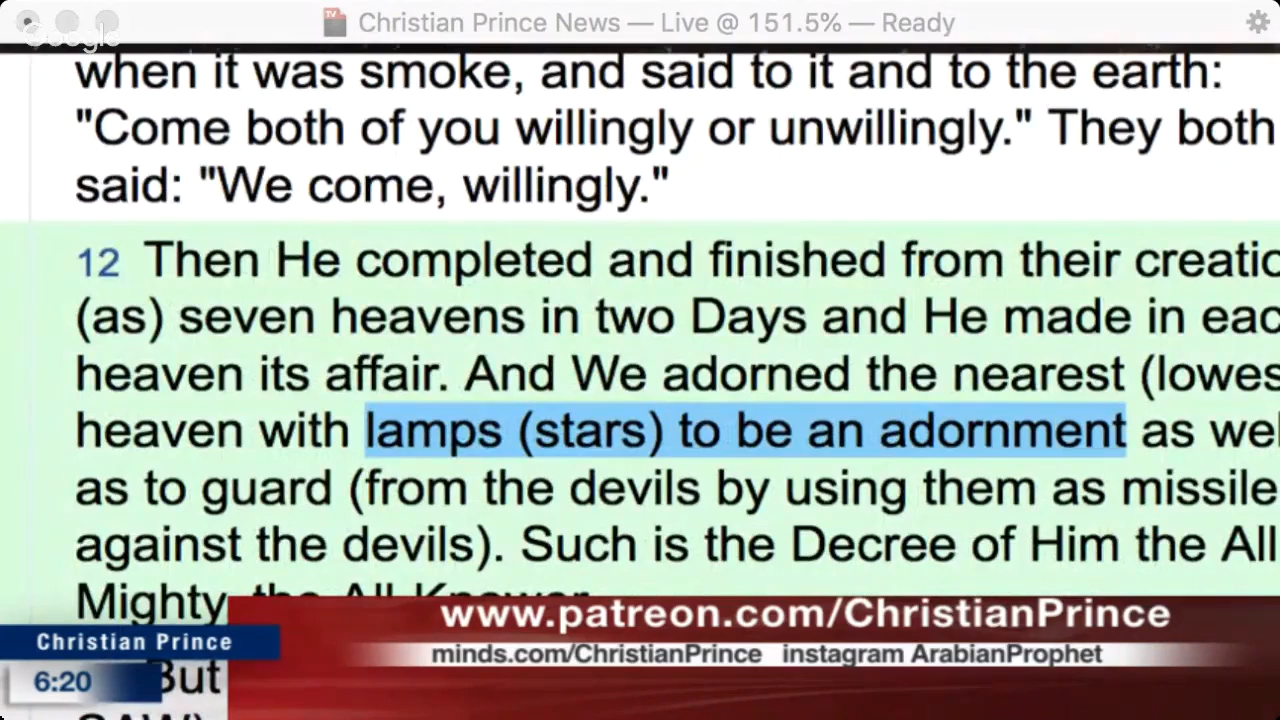 Christian Prince News — Live @ 151.5% — Ready
Google
when it was smoke, and said to it and to the earth:
"Come both of you willingly or unwillingly." They both
said: "We come, willingly."
12 Then He completed and finished from their creatio
(as) seven heavens in two Days and He made in eac
heaven its affair. And We adorned the nearest (lowes
heaven with lamps (stars) to be an adornment as wel
as to guard (from the devils by using them as missile
against the devils). Such is the Decree of Him the All
Mighty, the All-Knower.
www.patreon.com/ChristianPrince
Christian Prince
minds.com/ChristianPrince instagram ArabianProphet
6:20
But
SAW)